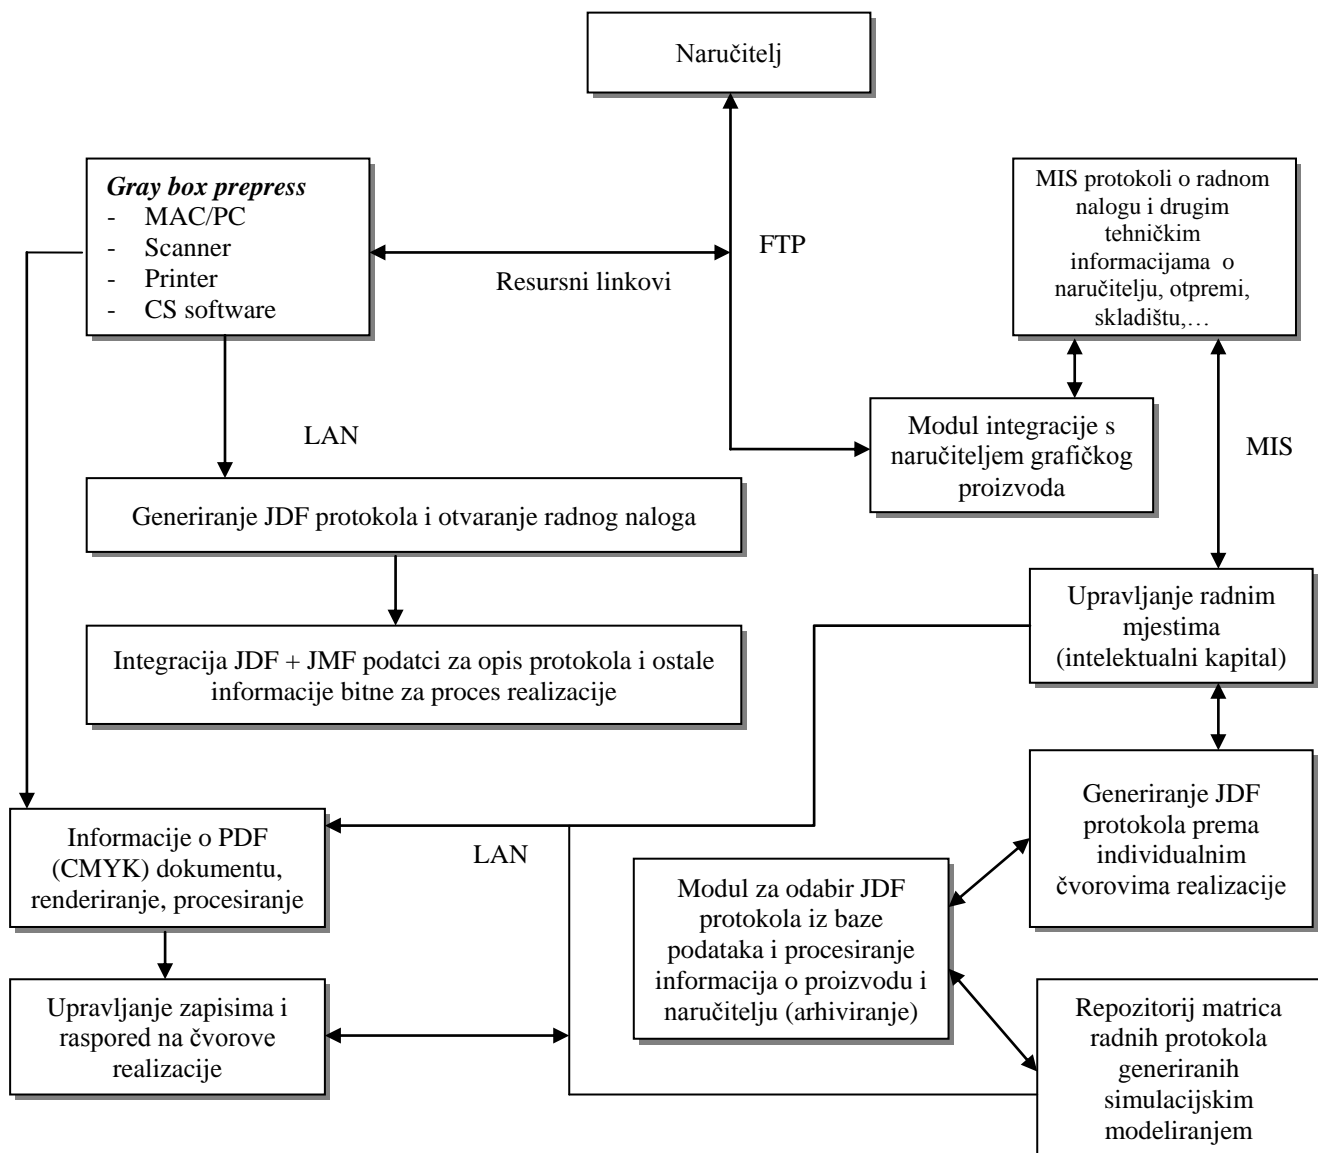 Naručitelj
Gray box prepress
- MAC/PC
- Scanner
- Printer
- CS software
MIS protokoli o radnom
nalogu i drugim
tehničkim
informacijama o
naručitelju, otpremi,
skladištu,…
FTP
Resursni linkovi
LAN
Modul integracije s
naručiteljem grafičkog
proizvoda
MIS
Generiranje JDF protokola i otvaranje radnog naloga
Integracija JDF + JMF podatci za opis protokola i ostale
informacije bitne za proces realizacije
Upravljanje radnim
mjestima
(intelektualni kapital)
Generiranje JDF
protokola prema
individualnim
čvorovima realizacije
Informacije o PDF
(CMYK) dokumentu,
renderiranje, procesiranje
LAN
Modul za odabir JDF
protokola iz baze
podataka i procesiranje
informacija o proizvodu i
naručitelju (arhiviranje)
Upravljanje zapisima i
raspored na čvorove
realizacije
Repozitorij matrica
radnih protokola
generiranih
simulacijskim
modeliranjem